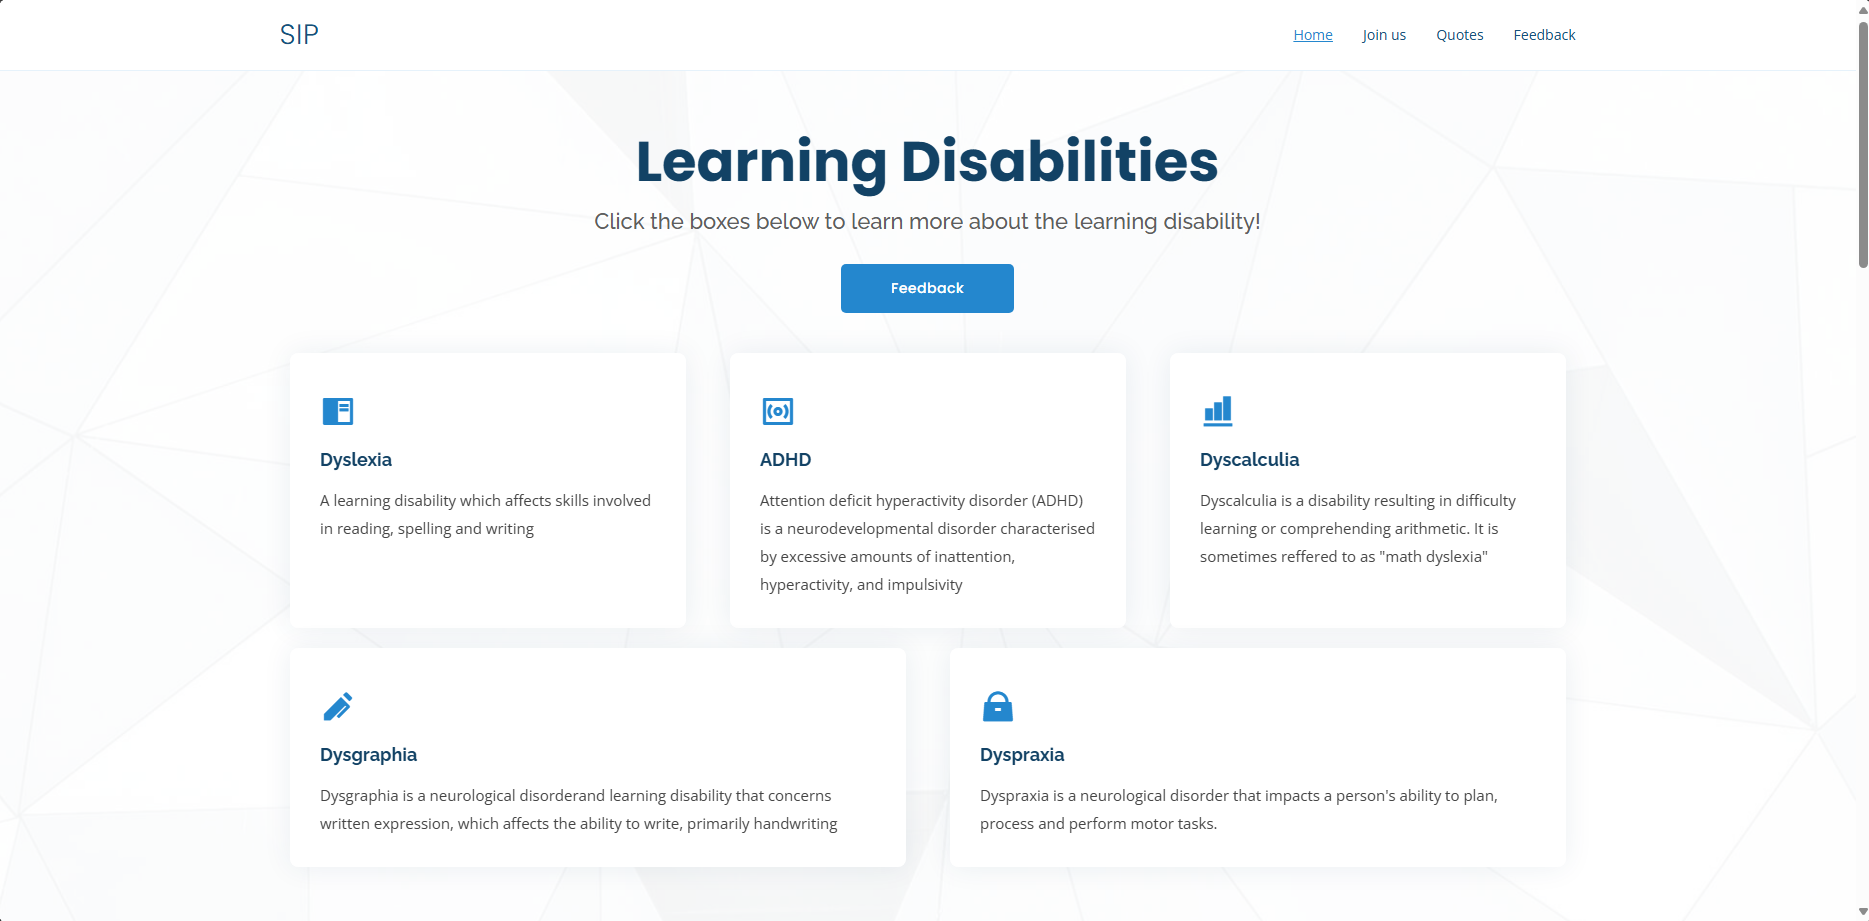 SIP
Home Join us Quotes Feedback
Learning Disabilities
Click the boxes below to learn more about the learning disability!
Feedback
Dyslexia
A learning disability which affects skills involved
in reading, spelling and writing
ADHD
Attention deficit hyperactivity disorder (ADHD)
is a neurodevelopmental disorder characterised
by excessive amounts of inattention,
hyperactivity, and impulsivity
Dyscalculia
Dyscalculia is a disability resulting in difficulty
learning or comprehending arithmetic. It is
sometimes reffered to as "math dyslexia"
Dysgraphia
Dysgraphia is a neurological disorderand learning disability that concerns
written expression, which affects the ability to write, primarily handwriting
Dyspraxia
Dyspraxia is a neurological disorder that impacts a person's ability to plan,
process and perform motor tasks.